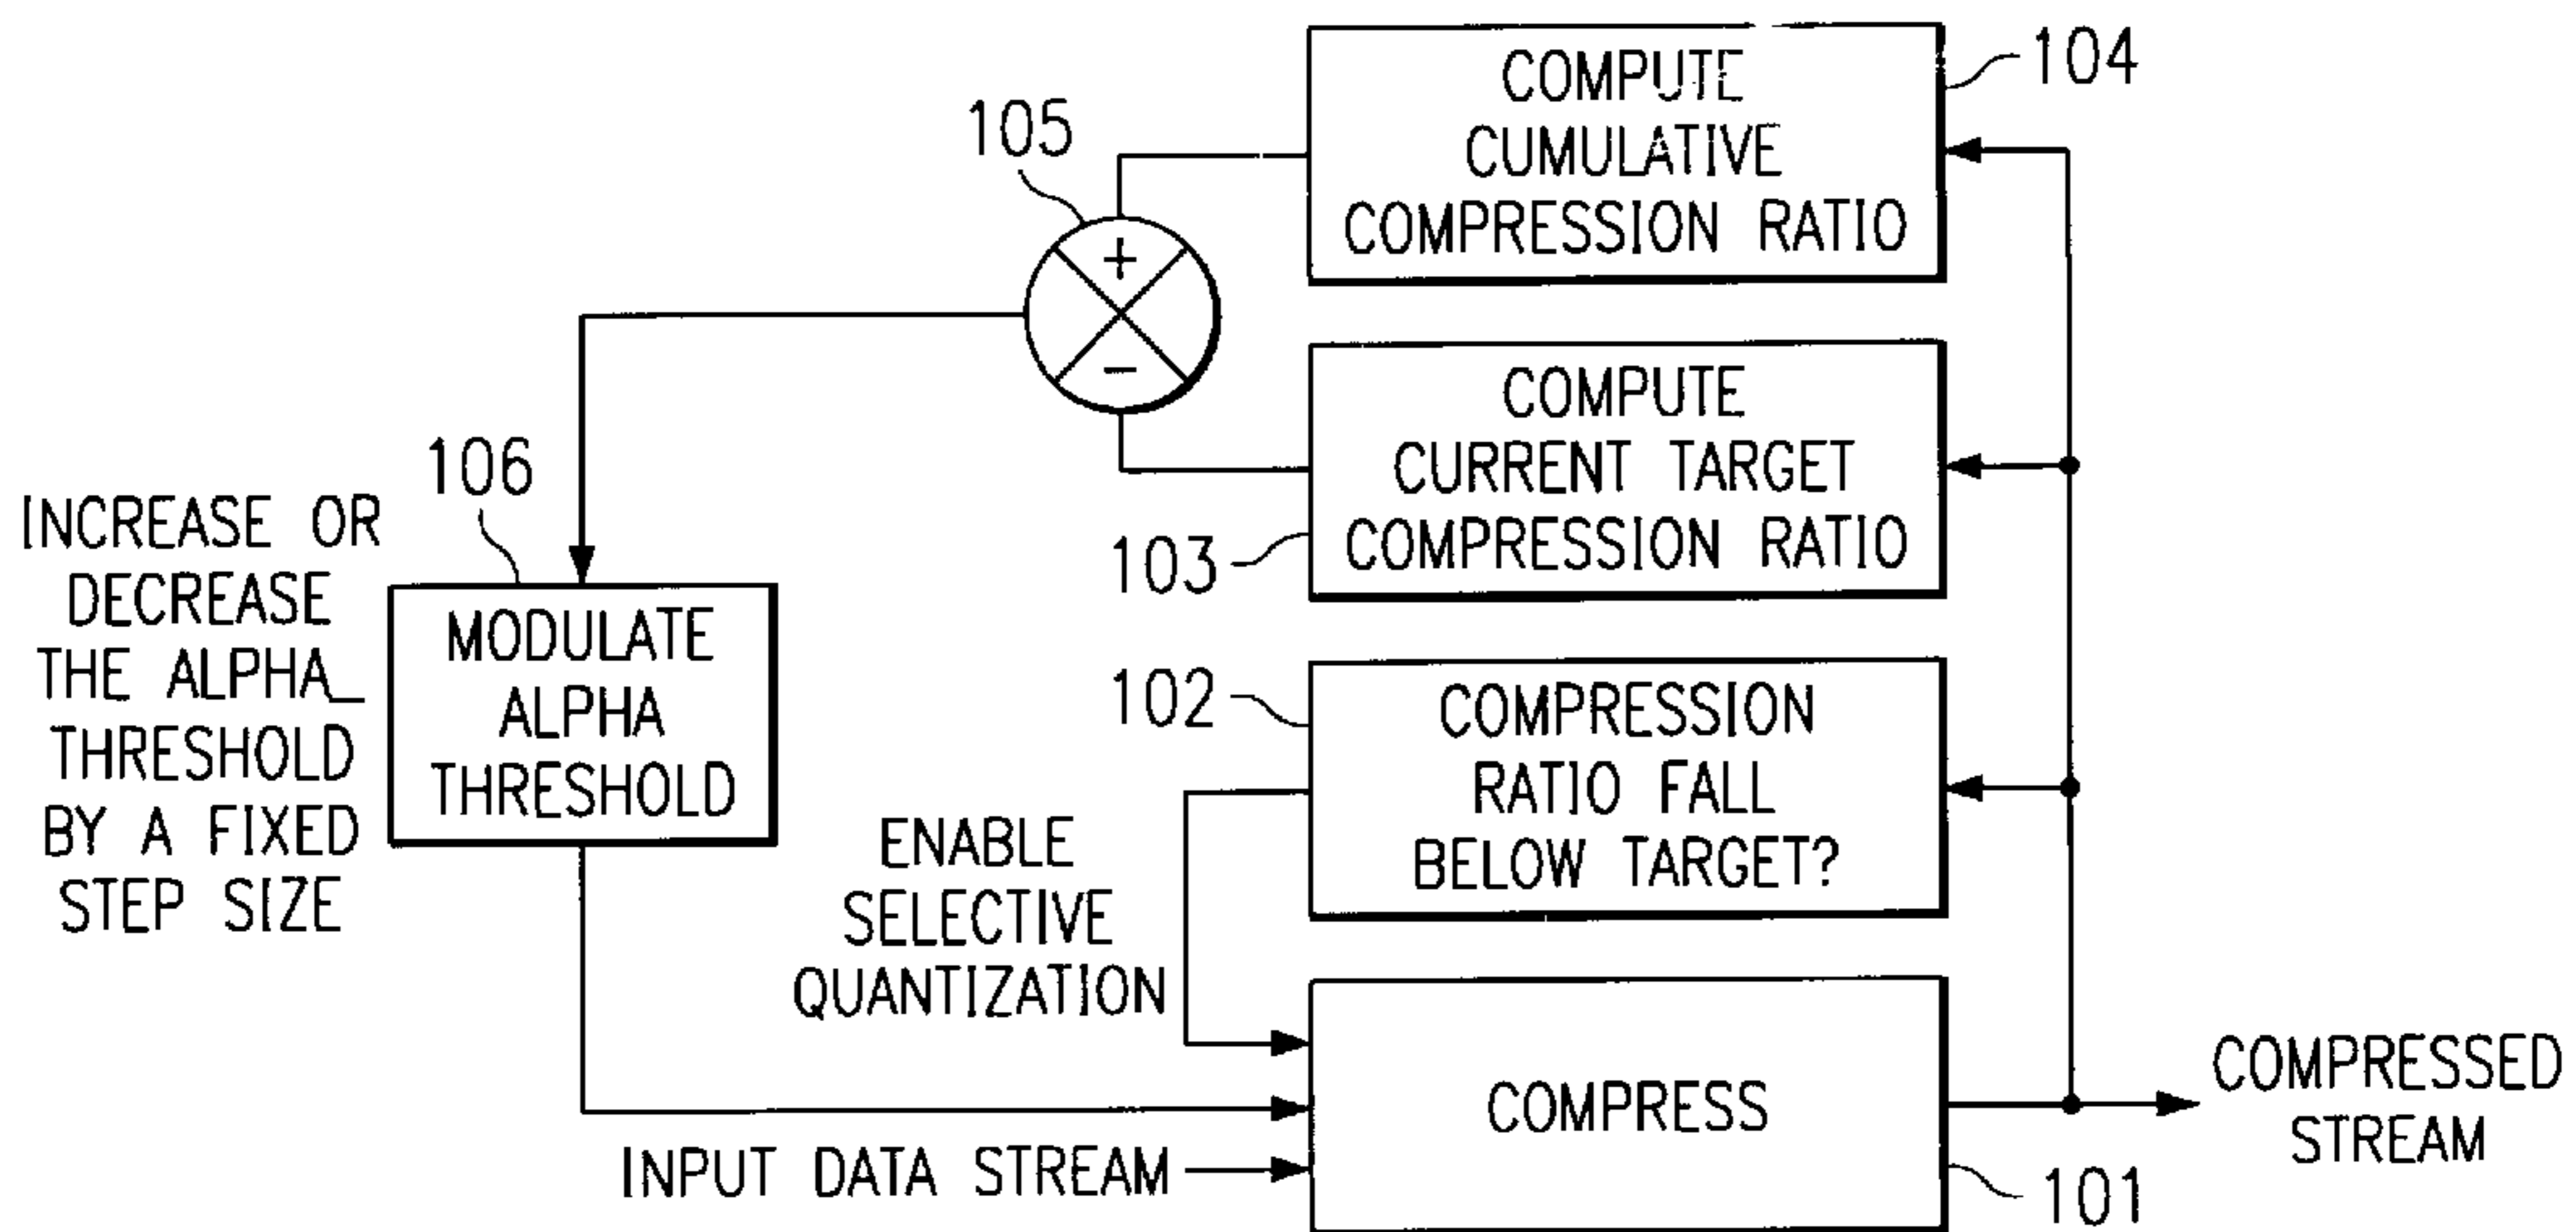 104
COMPUTE
CUMULATIVE
COMPRESSION RATIO
105
+
-
COMPUTE
CURRENT TARGET
COMPRESSION RATIO
103
106
INCREASE OR
DECREASE
THE ALPHA_
THRESHOLD
BY A FIXED
STEP SIZE
MODULATE
ALPHA
THRESHOLD
102
COMPRESSION
RATIO FALL
BELOW TARGET?
ENABLE
SELECTIVE
QUANTIZATION
COMPRESS
INPUT DATA STREAM
COMPRESSED
STREAM
101